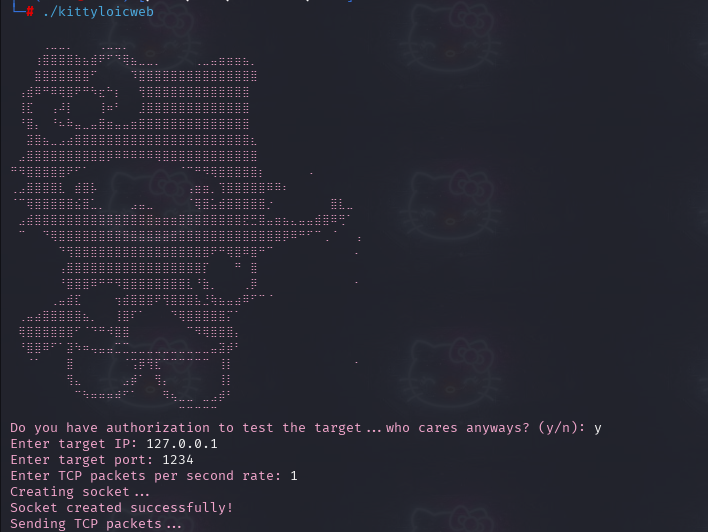 └─# ./kittyloicweb
Do you have authorization to test the target...who cares anyways? (y/n): y
Enter target IP: 127.0.0.1
Enter target port: 1234
Enter TCP packets per second rate: 1
Creating socket...
Socket created successfully!
Sending TCP packets...